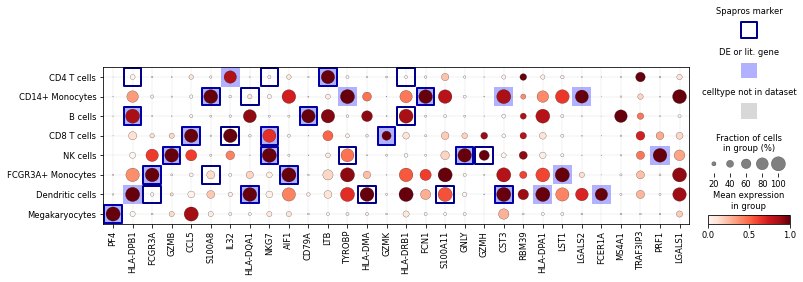 Spapros marker
DE or lit. gene
celltype not in dataset
Fraction of cells
in group (%)
20 40 60 80 100
Mean expression
in group
0.0 0.5 1.0
CD4 T cells
CD14+ Monocytes
B cells
CD8 T cells
NK cells
FCGR3A+ Monocytes
Dendritic cells
Megakaryocytes
PF4
HLA-DPB1
FCGR3A
GZMB
CCL5
S100A8
IL32
HLA-DQA1
NKG7
AIF1
CD79A
LTB
TYROBP
HLA-DMA
GZMK
HLA-DRB1
FCN1
S100A11
GNLY
GZMH
CST3
RBM39
HLA-DPA1
LST1
LGALS2
FCER1A
MS4A1
TRAF3IP3
PRF1
LGALS1